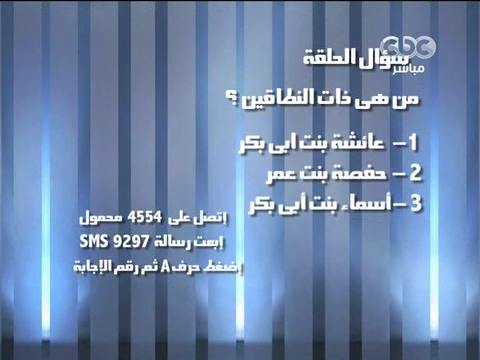 cbc
مباشر
سؤال الحلقة
من هى ذات النطاقين ؟
1- عائشة بنت ابى بكر
2- حفصة بنت عمر
3- أسماء بنت أبى بكر
إتصل على 4554 محمول
إبعت رسالة SMS 9297
إضغط حرف A ثم رقم الإجابة